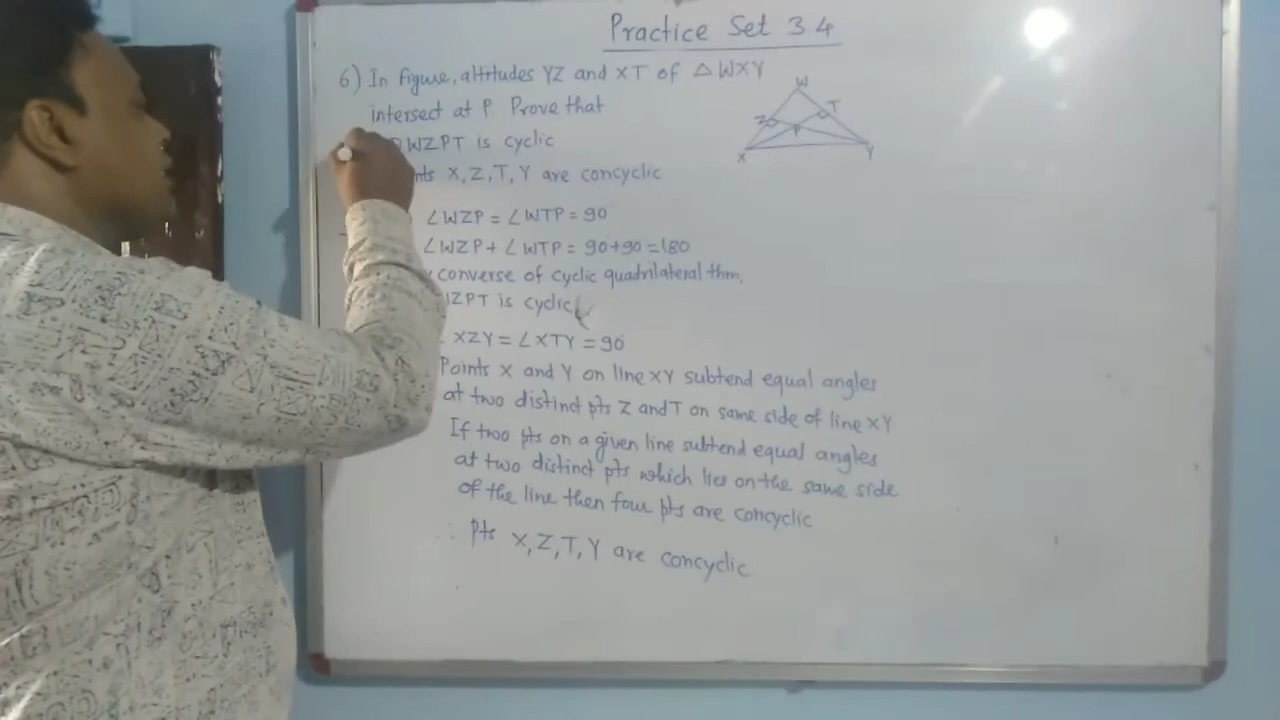 Practice Set 3.4
6) In figure, altitudes YZ and XT of △WXY
intersect at P Prove that
□WZPT is cyclic
X, Z, T, Y are concyclic
∠WZP = ∠WTP = 90
∠WZP + ∠WTP = 90+90 = 180
converse of cyclic quadrilateral thm,
ZPT is cyclic
XZY = ∠XTY = 90°
Points X and Y on line XY subtend equal angles
at two distinct pts Z and T on same side of line XY
If two pts on a given line subtend equal angles
at two distinct pts which lies on the same side
of the line then four pts are concyclic
∴ Pts X, Z, T, Y are concyclic
W
Z
T
P
X
Y